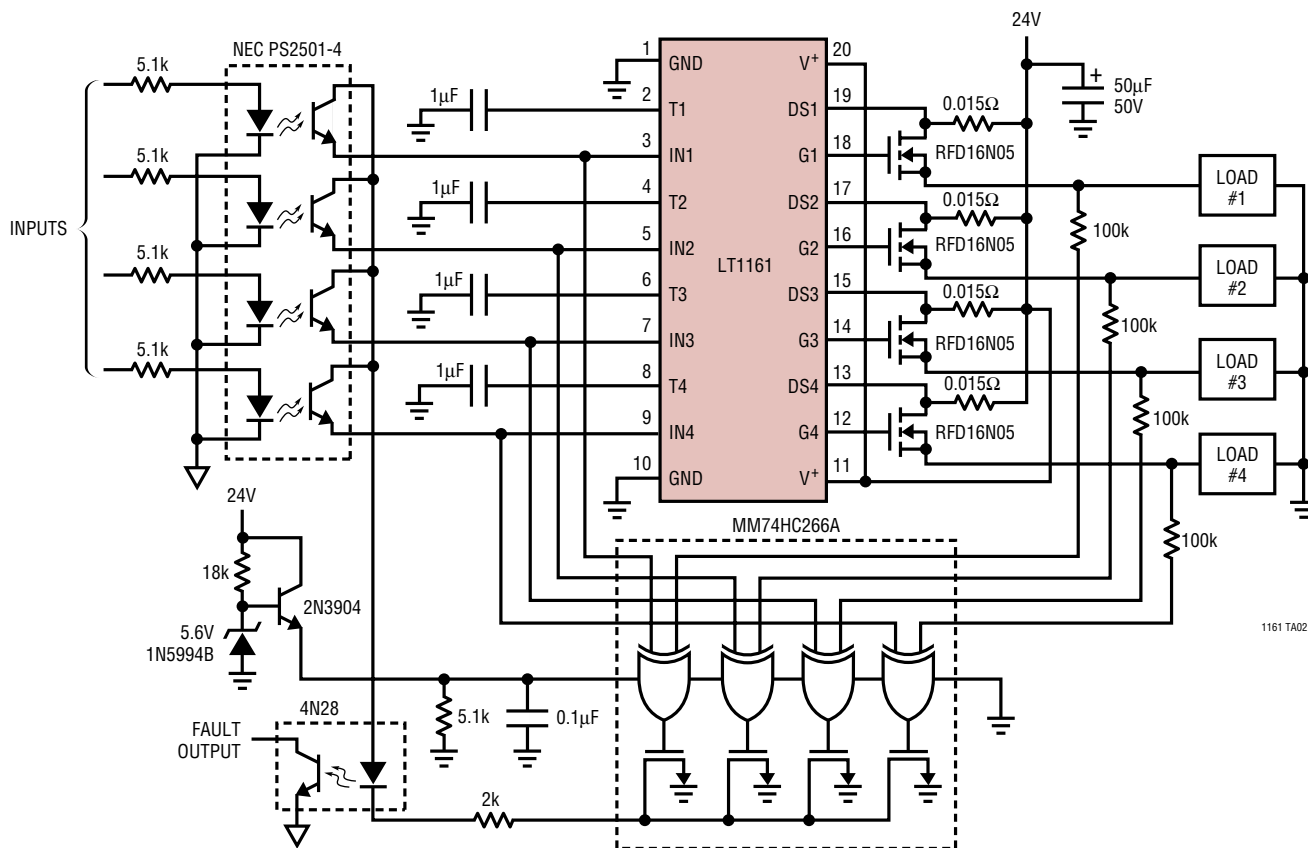 NEC PS2501-4
5.1k
5.1k
5.1k
5.1k
INPUTS
1µF
1µF
1µF
1µF
1
GND
2
T1
3
IN1
4
T2
5
IN2
6
T3
7
IN3
8
T4
9
IN4
10
GND
LT1161
20
V+
19
DS1
18
G1
17
DS2
16
G2
15
DS3
14
G3
13
DS4
12
G4
11
V+
24V
+
50µF
50V
0.015Ω
RFD16N05
0.015Ω
RFD16N05
0.015Ω
RFD16N05
0.015Ω
RFD16N05
LOAD
#1
LOAD
#2
LOAD
#3
LOAD
#4
100k
100k
100k
100k
MM74HC266A
24V
18k
2N3904
5.6V
1N5994B
5.1k
0.1µF
4N28
FAULT
OUTPUT
2k
1161 TA02